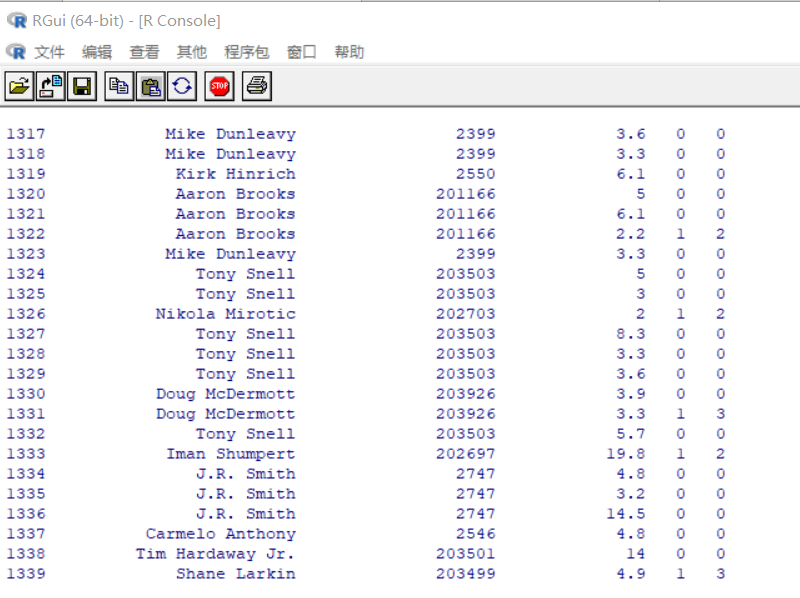 RGui (64-bit) - [R Console]
文件 编辑 查看 其他 程序包 窗口 帮助
STOP
1317 Mike Dunleavy 2399 3.6 0 0
1318 Mike Dunleavy 2399 3.3 0 0
1319 Kirk Hinrich 2550 6.1 0 0
1320 Aaron Brooks 201166 5 0 0
1321 Aaron Brooks 201166 6.1 0 0
1322 Aaron Brooks 201166 2.2 1 2
1323 Mike Dunleavy 2399 3.3 0 0
1324 Tony Snell 203503 5 0 0
1325 Tony Snell 203503 3 0 0
1326 Nikola Mirotic 202703 2 1 2
1327 Tony Snell 203503 8.3 0 0
1328 Tony Snell 203503 3.3 0 0
1329 Tony Snell 203503 3.6 0 0
1330 Doug McDermott 203926 3.9 0 0
1331 Doug McDermott 203926 3.3 1 3
1332 Tony Snell 203503 5.7 0 0
1333 Iman Shumpert 202697 19.8 1 2
1334 J.R. Smith 2747 4.8 0 0
1335 J.R. Smith 2747 3.2 0 0
1336 J.R. Smith 2747 14.5 0 0
1337 Carmelo Anthony 2546 4.8 0 0
1338 Tim Hardaway Jr. 203501 14 0 0
1339 Shane Larkin 203499 4.9 1 3